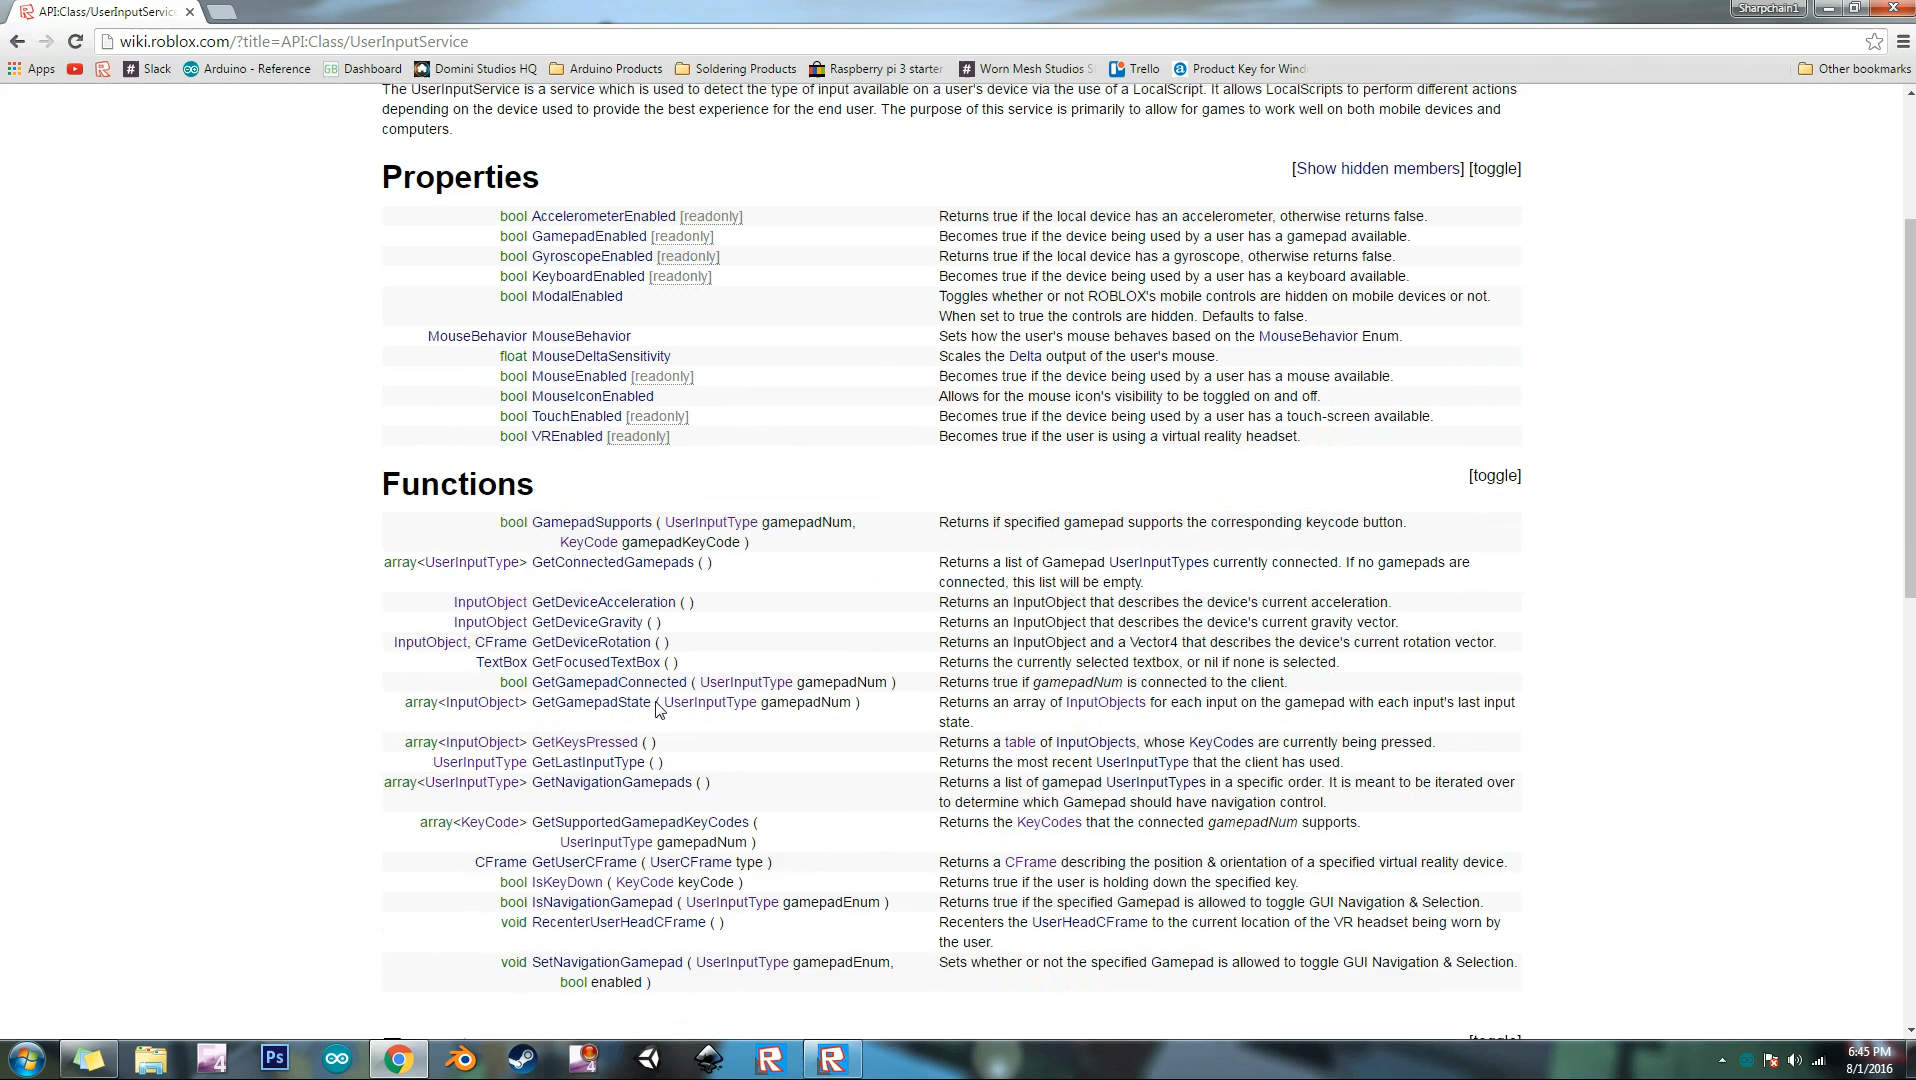 API:Class/UserInputService
Sharpchain1
wiki.roblox.com/?title=API:Class/UserInputService
Apps Slack Arduino - Reference Dashboard Domini Studios HQ Arduino Products Soldering Products Raspberry pi 3 starter Worn Mesh Studios S Trello Product Key for Wind Other bookmarks
The UserInputService is a service which is used to detect the type of input available on a user's device via the use of a LocalScript. It allows LocalScripts to perform different actions
depending on the device used to provide the best experience for the end user. The purpose of this service is primarily to allow for games to work well on both mobile devices and
computers.
Properties [Show hidden members] [toggle]
bool AccelerometerEnabled [readonly] Returns true if the local device has an accelerometer, otherwise returns false.
bool GamepadEnabled [readonly] Becomes true if the device being used by a user has a gamepad available.
bool GyroscopeEnabled [readonly] Returns true if the local device has a gyroscope, otherwise returns false.
bool KeyboardEnabled [readonly] Becomes true if the device being used by a user has a keyboard available.
bool ModalEnabled Toggles whether or not ROBLOX's mobile controls are hidden on mobile devices or not.
When set to true the controls are hidden. Defaults to false.
MouseBehavior MouseBehavior Sets how the user's mouse behaves based on the MouseBehavior Enum.
float MouseDeltaSensitivity Scales the Delta output of the user's mouse.
bool MouseEnabled [readonly] Becomes true if the device being used by a user has a mouse available.
bool MouseIconEnabled Allows for the mouse icon's visibility to be toggled on and off.
bool TouchEnabled [readonly] Becomes true if the device being used by a user has a touch-screen available.
bool VREnabled [readonly] Becomes true if the user is using a virtual reality headset.
Functions [toggle]
bool GamepadSupports ( UserInputType gamepadNum, Returns if specified gamepad supports the corresponding keycode button.
KeyCode gamepadKeyCode )
array<UserInputType> GetConnectedGamepads ( ) Returns a list of Gamepad UserInputTypes currently connected. If no gamepads are
connected, this list will be empty.
InputObject GetDeviceAcceleration ( ) Returns an InputObject that describes the device's current acceleration.
InputObject GetDeviceGravity ( ) Returns an InputObject that describes the device's current gravity vector.
InputObject, CFrame GetDeviceRotation ( ) Returns an InputObject and a Vector4 that describes the device's current rotation vector.
TextBox GetFocusedTextBox ( ) Returns the currently selected textbox, or nil if none is selected.
bool GetGamepadConnected ( UserInputType gamepadNum ) Returns true if gamepadNum is connected to the client.
array<InputObject> GetGamepadState ( UserInputType gamepadNum ) Returns an array of InputObjects for each input on the gamepad with each input's last input
state.
array<InputObject> GetKeysPressed ( ) Returns a table of InputObjects, whose KeyCodes are currently being pressed.
UserInputType GetLastInputType ( ) Returns the most recent UserInputType that the client has used.
array<UserInputType> GetNavigationGamepads ( ) Returns a list of gamepad UserInputTypes in a specific order. It is meant to be iterated over
to determine which Gamepad should have navigation control.
array<KeyCode> GetSupportedGamepadKeyCodes ( Returns the KeyCodes that the connected gamepadNum supports.
UserInputType gamepadNum )
CFrame GetUserCFrame ( UserCFrame type ) Returns a CFrame describing the position & orientation of a specified virtual reality device.
bool IsKeyDown ( KeyCode keyCode ) Returns true if the user is holding down the specified key.
bool IsNavigationGamepad ( UserInputType gamepadEnum ) Returns true if the specified Gamepad is allowed to toggle GUI Navigation & Selection.
void RecenterUserHeadCFrame ( ) Recenters the UserHeadCFrame to the current location of the VR headset being worn by
the user.
void SetNavigationGamepad ( UserInputType gamepadEnum, Sets whether or not the specified Gamepad is allowed to toggle GUI Navigation & Selection.
bool enabled )
[toggle]
6:45 PM
8/1/2016